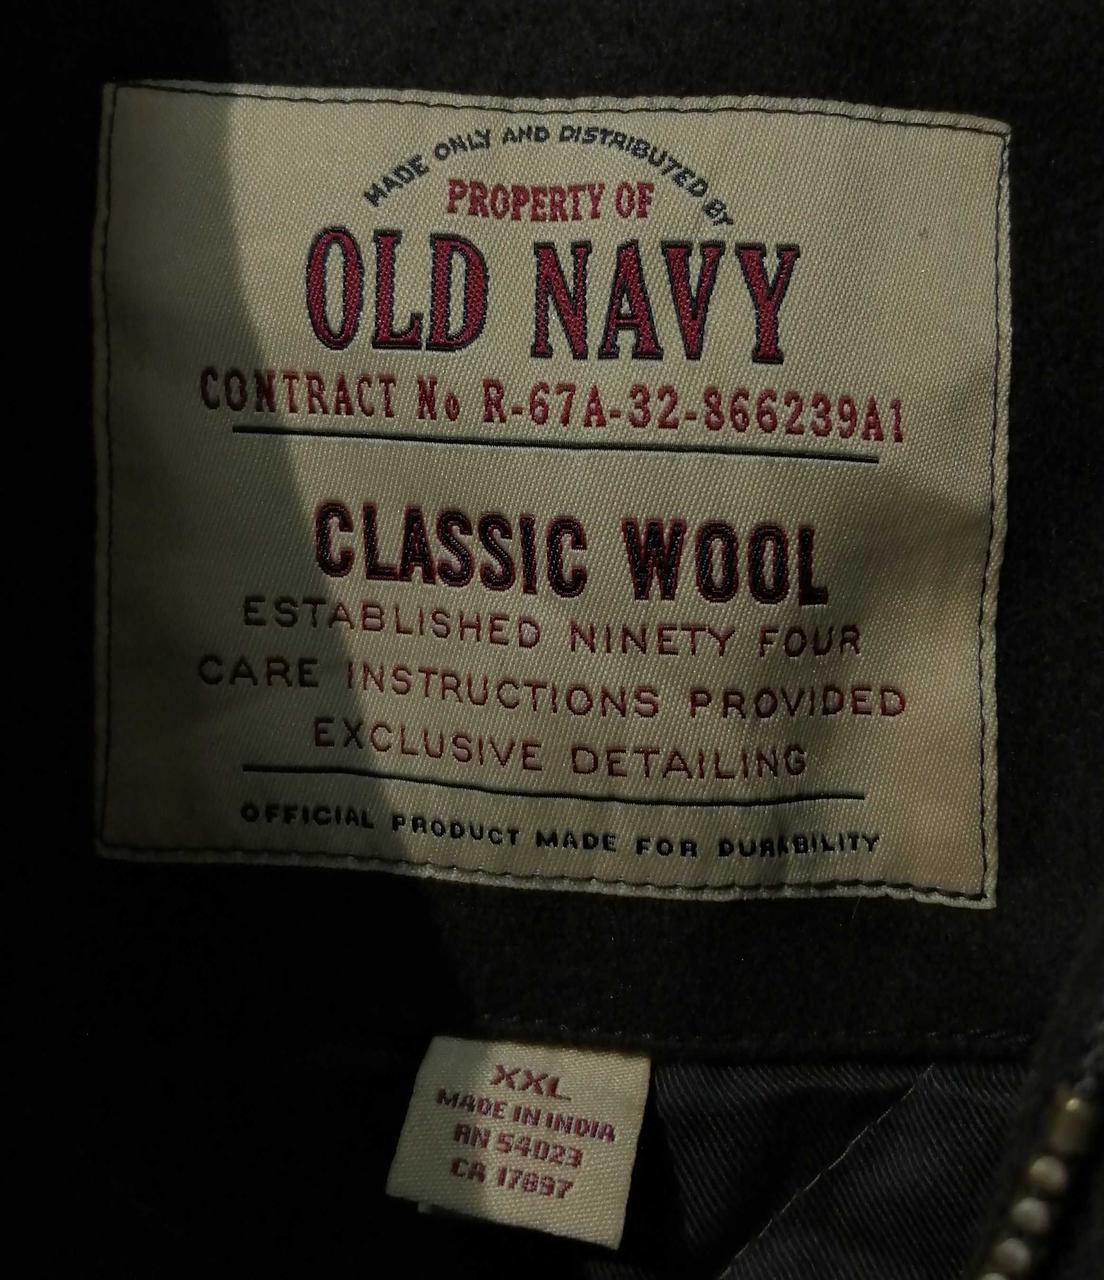 MADE ONLY AND DISTRIBUTED BY
PROPERTY OF
OLD NAVY
CONTRACT No R-67A-32-866239A1
CLASSIC WOOL
ESTABLISHED NINETY FOUR
CARE INSTRUCTIONS PROVIDED
EXCLUSIVE DETAILING
OFFICIAL PRODUCT MADE FOR DURABILITY
XXL
MADE IN INDIA
RN 54023
CA 17897